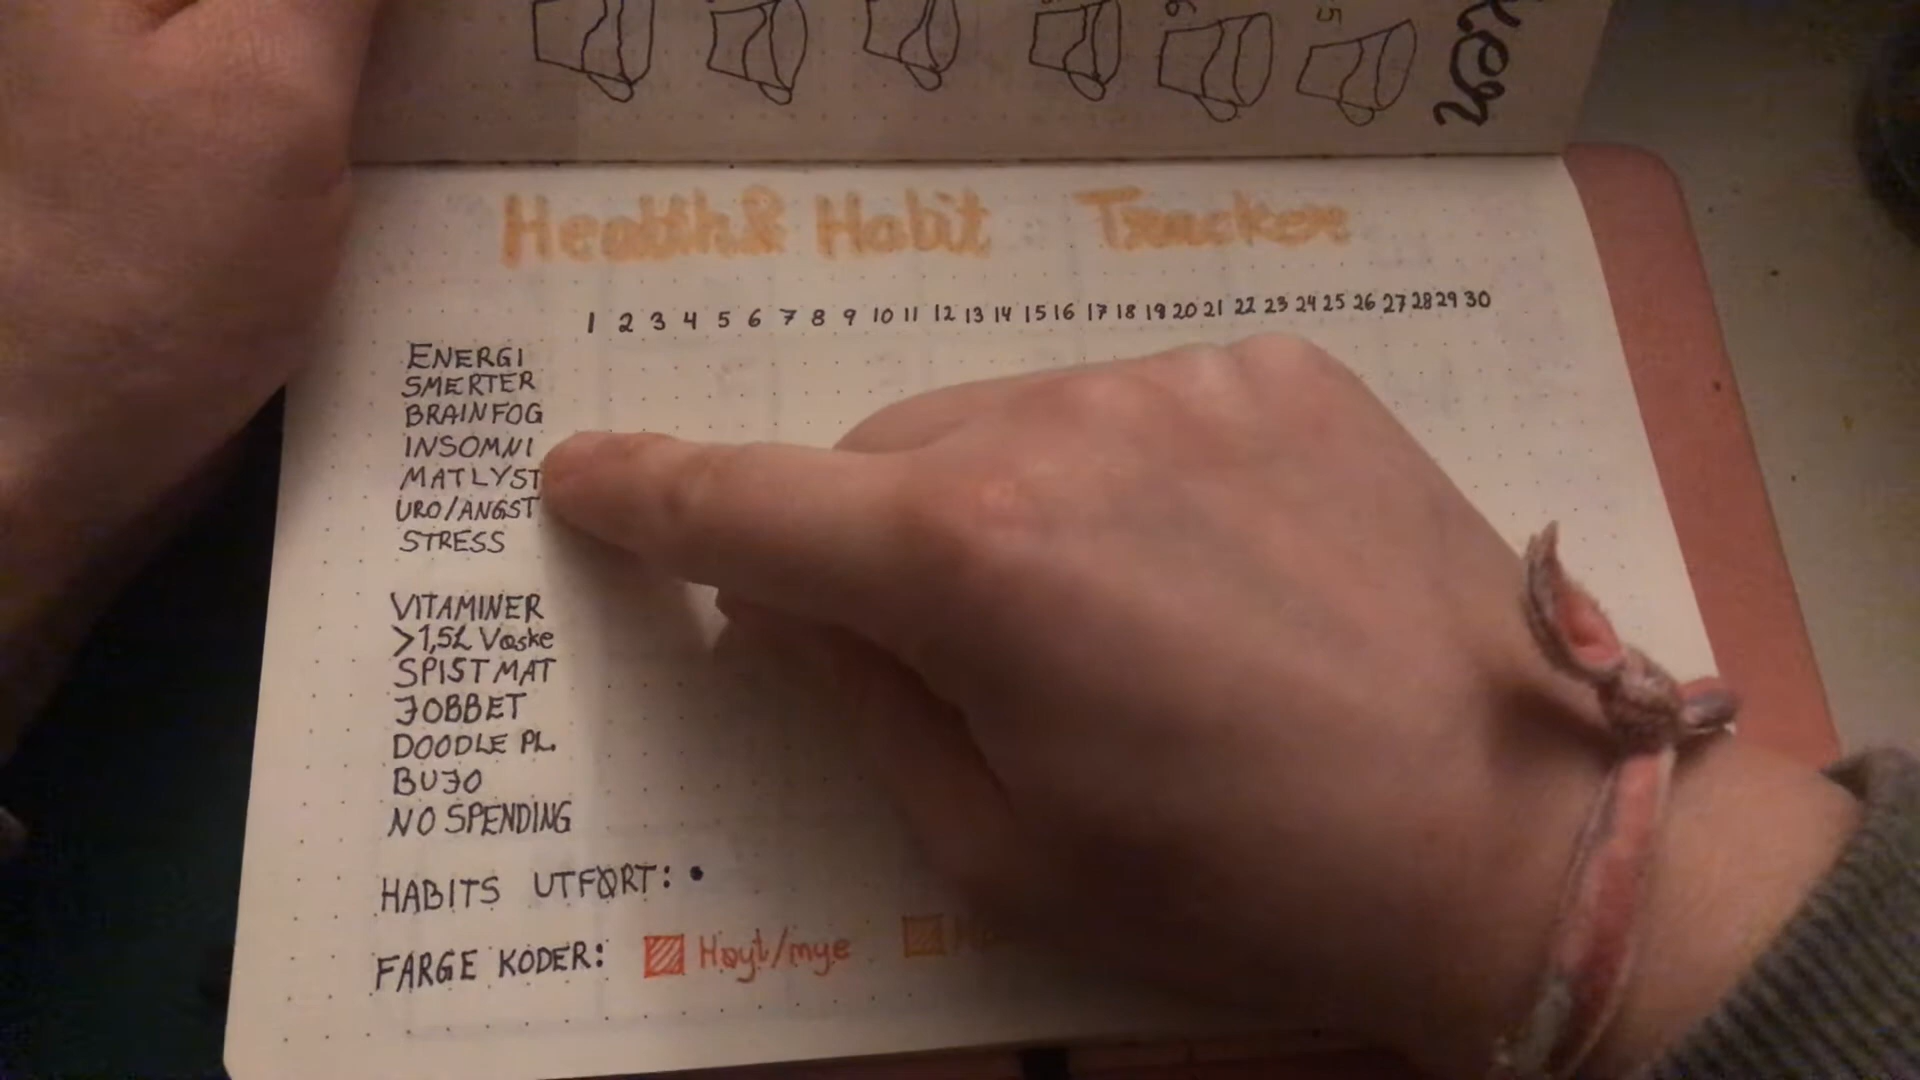 ken
Health & Habit Tracker
1 2 3 4 5 6 7 8 9 10 11 12 13 14 15 16 17 18 19 20 21 22 23 24 25 26 27 28 29 30
ENERGI
SMERTER
BRAINFOG
INSOMNI
MATLYST
URO/ANGST
STRESS
VITAMINER
>1,5L Væske
SPIST MAT
JOBBET
DOODLE PL.
BUJO
NO SPENDING
HABITS UTFØRT: •
FARGE KODER: Høyt/mye